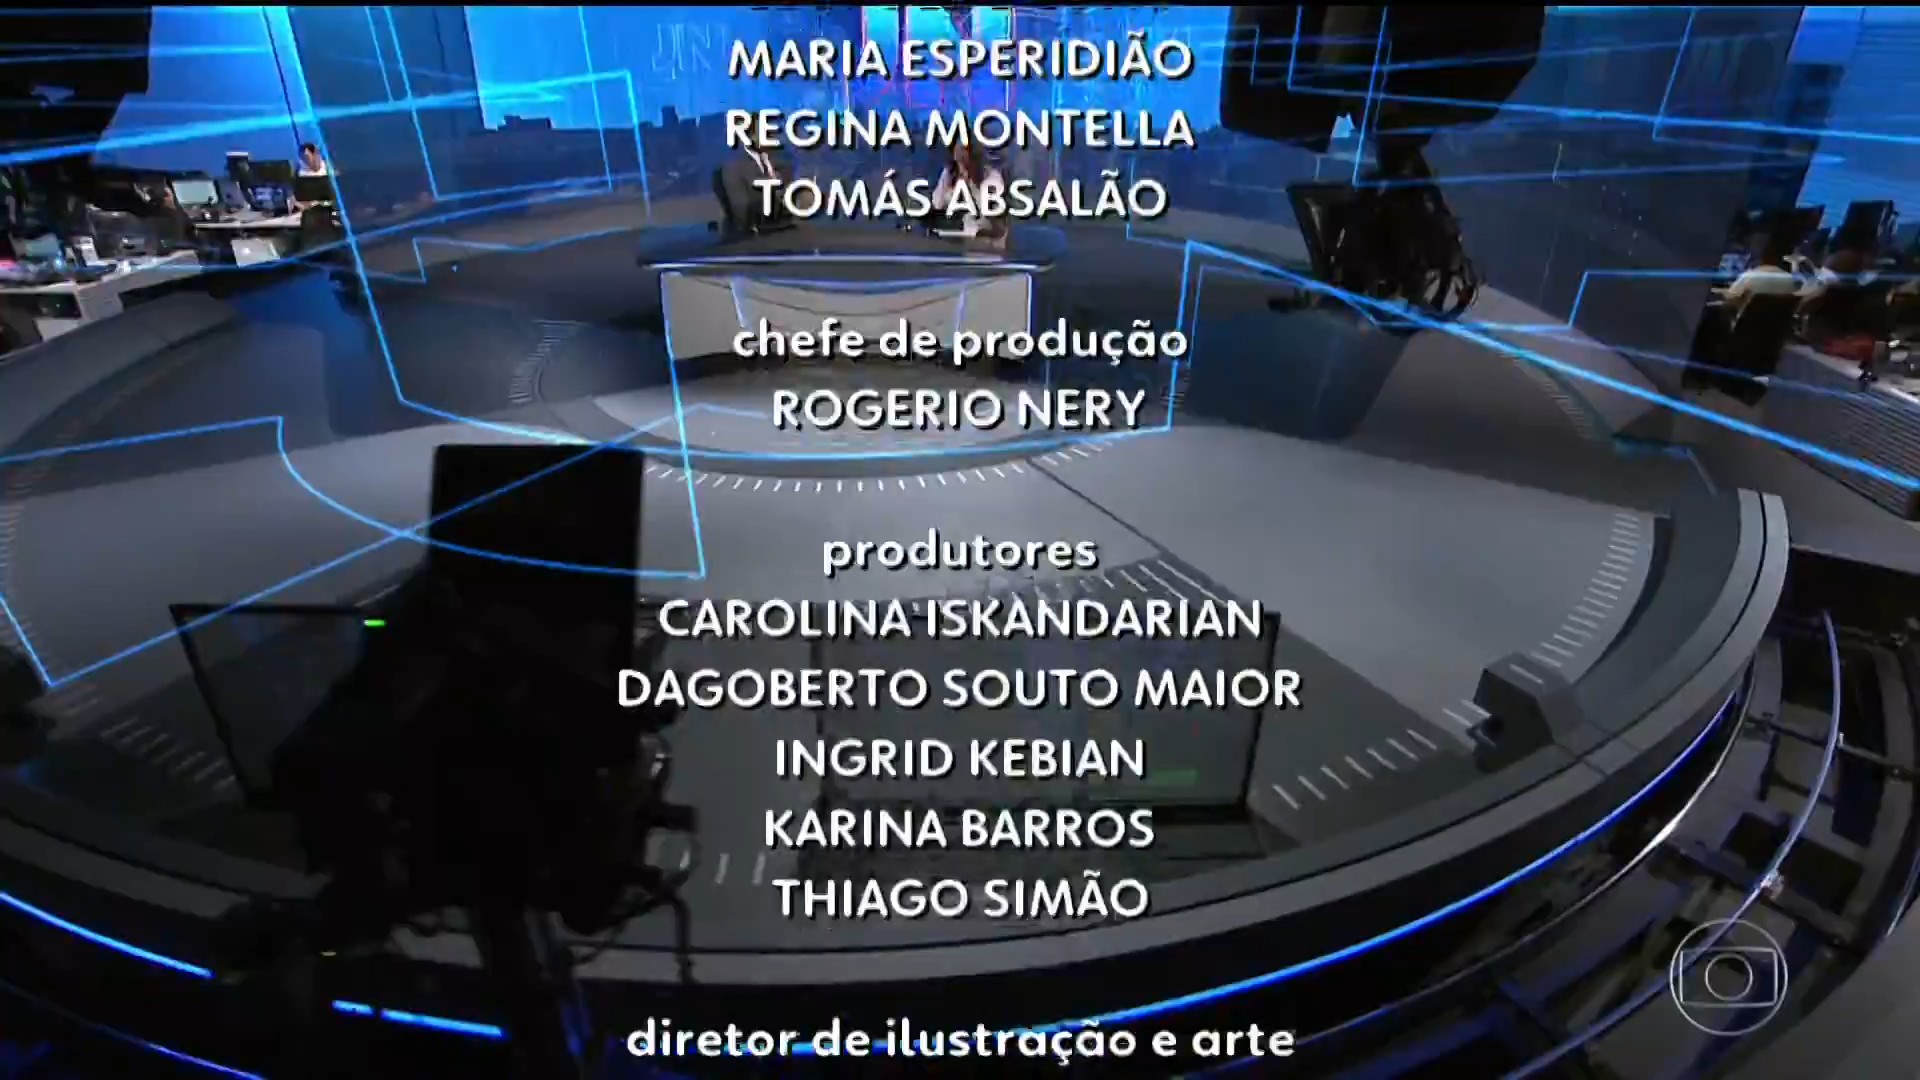 MARIA ESPERIDIÃO
REGINA MONTELLA
TOMÁS ABSALÃO
chefe de produção
ROGERIO NERY
produtores
CAROLINA ISKANDARIAN
DAGOBERTO SOUTO MAIOR
INGRID KEBIAN
KARINA BARROS
THIAGO SIMÃO
diretor de ilustração e arte